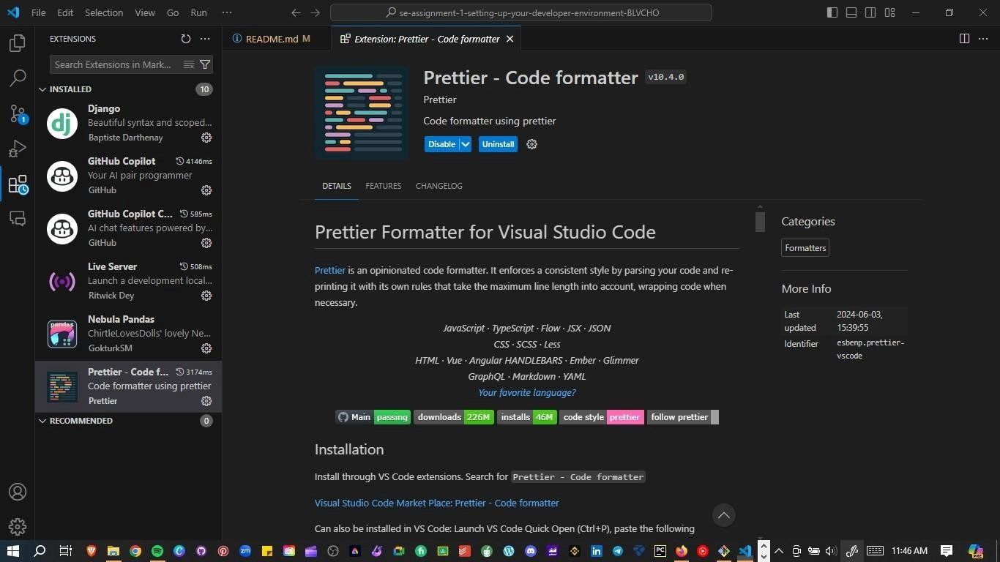 File Edit Selection View Go Run ···
se-assignment-1-setting-up-your-developer-environment-BLVCHO
EXTENSIONS
Search Extensions in Mark...
INSTALLED 10
Django
Beautiful syntax and scoped...
Baptiste Darthenay
GitHub Copilot 4146ms
Your AI pair programmer
GitHub
GitHub Copilot C... 585ms
AI chat features powered by...
GitHub
Live Server 508ms
Launch a development local...
Ritwick Dey
pandas
Nebula Pandas
ChirtleLovesDolls' lovely Ne...
GokturkSM
Prettier - Code f... 3174ms
Code formatter using prettier
Prettier
RECOMMENDED 0
1
README.md M
Extension: Prettier - Code formatter
Prettier - Code formatter v10.4.0
Prettier
Code formatter using prettier
Disable Uninstall
DETAILS FEATURES CHANGELOG
Prettier Formatter for Visual Studio Code
Prettier is an opinionated code formatter. It enforces a consistent style by parsing your code and re-
printing it with its own rules that take the maximum line length into account, wrapping code when
necessary.
JavaScript · TypeScript · Flow · JSX · JSON
CSS · SCSS · Less
HTML · Vue · Angular HANDLEBARS · Ember · Glimmer
GraphQL · Markdown · YAML
Your favorite language?
Main passing downloads 226M installs 46M code style prettier follow prettier
Installation
Install through VS Code extensions. Search for Prettier - Code formatter
Visual Studio Code Market Place: Prettier - Code formatter
Can also be installed in VS Code: Launch VS Code Quick Open (Ctrl+P), paste the following
Categories
Formatters
More Info
Last updated 2024-06-03, 15:39:55
Identifier esbenp.prettier-vscode
11:46 AM